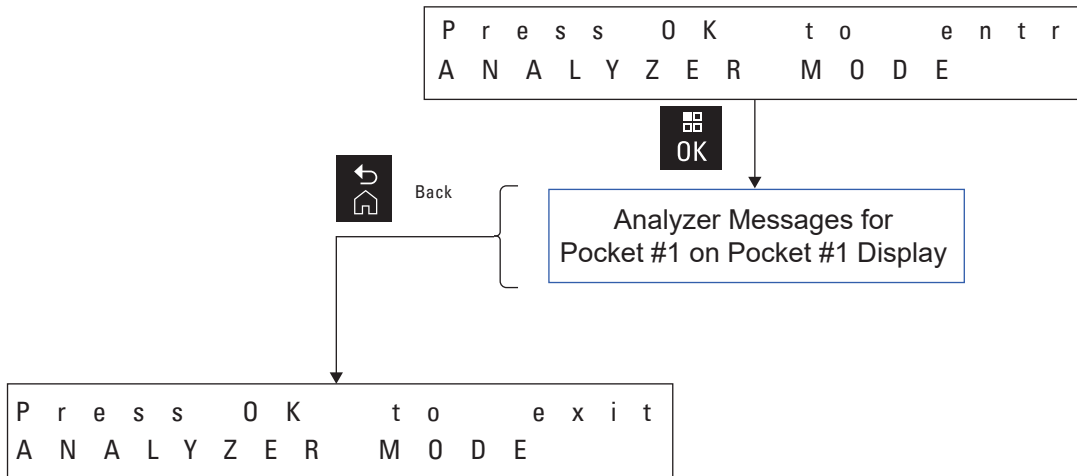 Press OK to entr
ANALYZER MODE
OK
Back
Analyzer Messages for
Pocket #1 on Pocket #1 Display
Press OK to exit
ANALYZER MODE